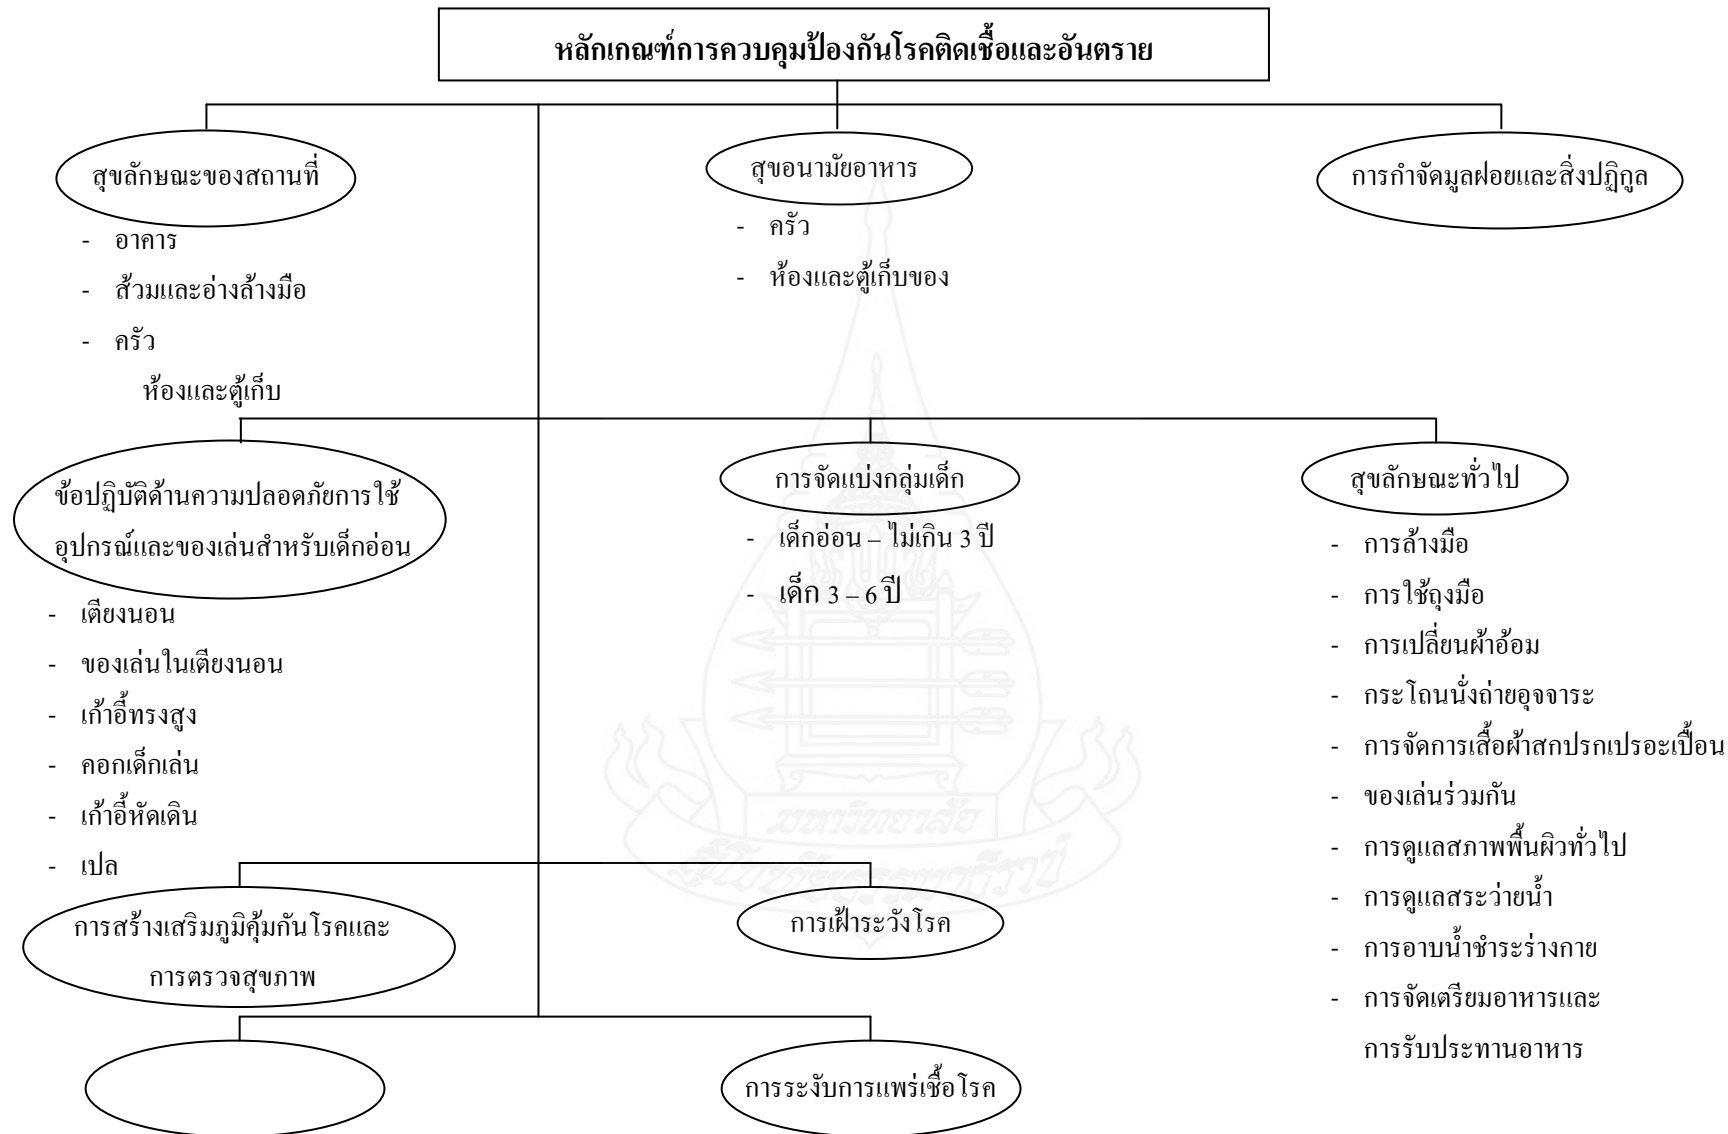 หลักเกณฑ์การควบคุมป้องกันโรคติดเชื้อและอันตราย
สุขลักษณะของสถานที่
- อาคาร
- ส้วมและอ่างล้างมือ
- ครัว
ห้องและตู้เก็บ
สุขอนามัยอาหาร
- ครัว
- ห้องและตู้เก็บของ
การกำจัดมูลฝอยและสิ่งปฏิกูล
ข้อปฏิบัติด้านความปลอดภัยการใช้
อุปกรณ์และของเล่นสำหรับเด็กอ่อน
- เตียงนอน
- ของเล่นในเตียงนอน
- เก้าอี้ทรงสูง
- คอกเด็กเล่น
- เก้าอี้หัดเดิน
- เปล
การจัดแบ่งกลุ่มเด็ก
- เด็กอ่อน – ไม่เกิน 3 ปี
- เด็ก 3 – 6 ปี
สุขลักษณะทั่วไป
- การล้างมือ
- การใช้ถุงมือ
- การเปลี่ยนผ้าอ้อม
- กระโถนนั่งถ่ายอุจจาระ
- การจัดการเสื้อผ้าสกปรกเปรอะเปื้อน
- ของเล่นร่วมกัน
- การดูแลสภาพพื้นผิวทั่วไป
- การดูแลสระว่ายน้ำ
- การอาบน้ำชำระร่างกาย
- การจัดเตรียมอาหารและ
การรับประทานอาหาร
การสร้างเสริมภูมิคุ้มกันโรคและ
การตรวจสุขภาพ
การเฝ้าระวังโรค
การระงับการแพร่เชื้อโรค
มหาวิทยาลัย
สุโขทัยธรรมาธิราช